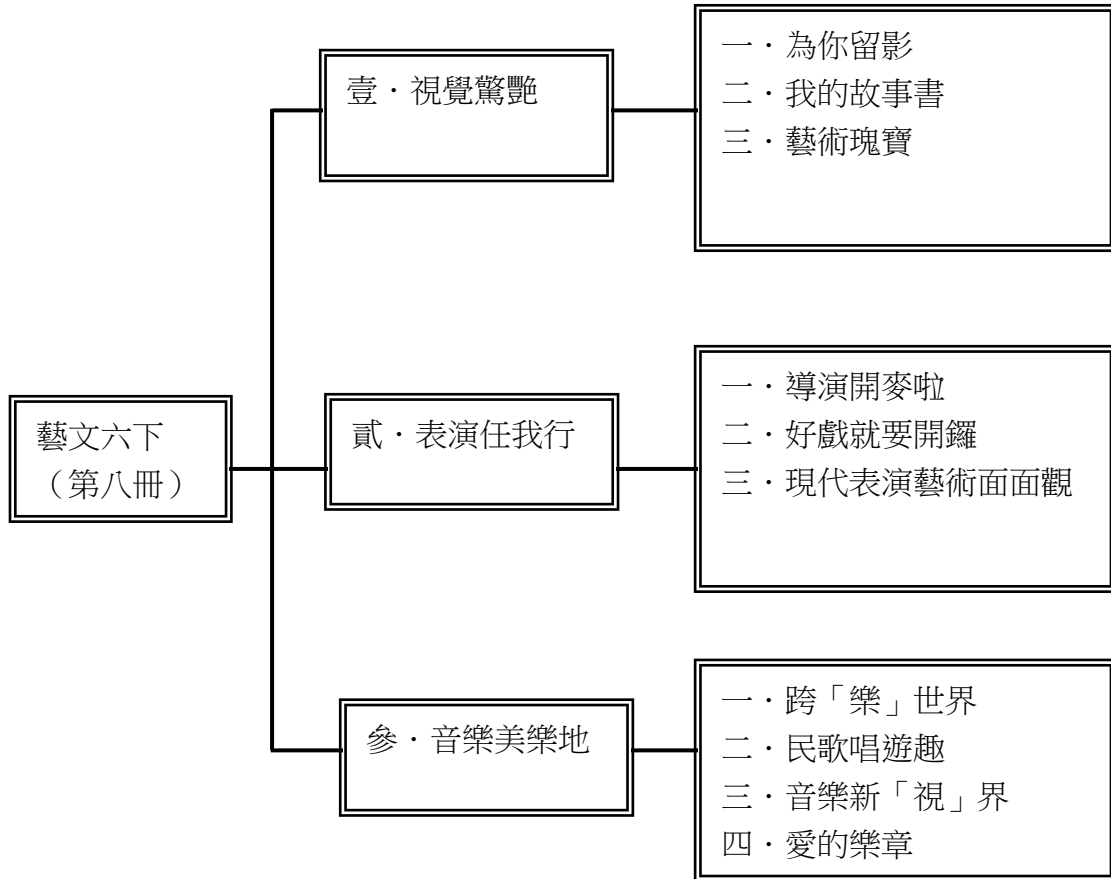 藝文六下
（第八冊）
壹．視覺驚艷
一．為你留影
二．我的故事書
三．藝術瑰寶
貳．表演任我行
一．導演開麥啦
二．好戲就要開鑼
三．現代表演藝術面面觀
參．音樂美樂地
一．跨「樂」世界
二．民歌唱遊趣
三．音樂新「視」界
四．愛的樂章